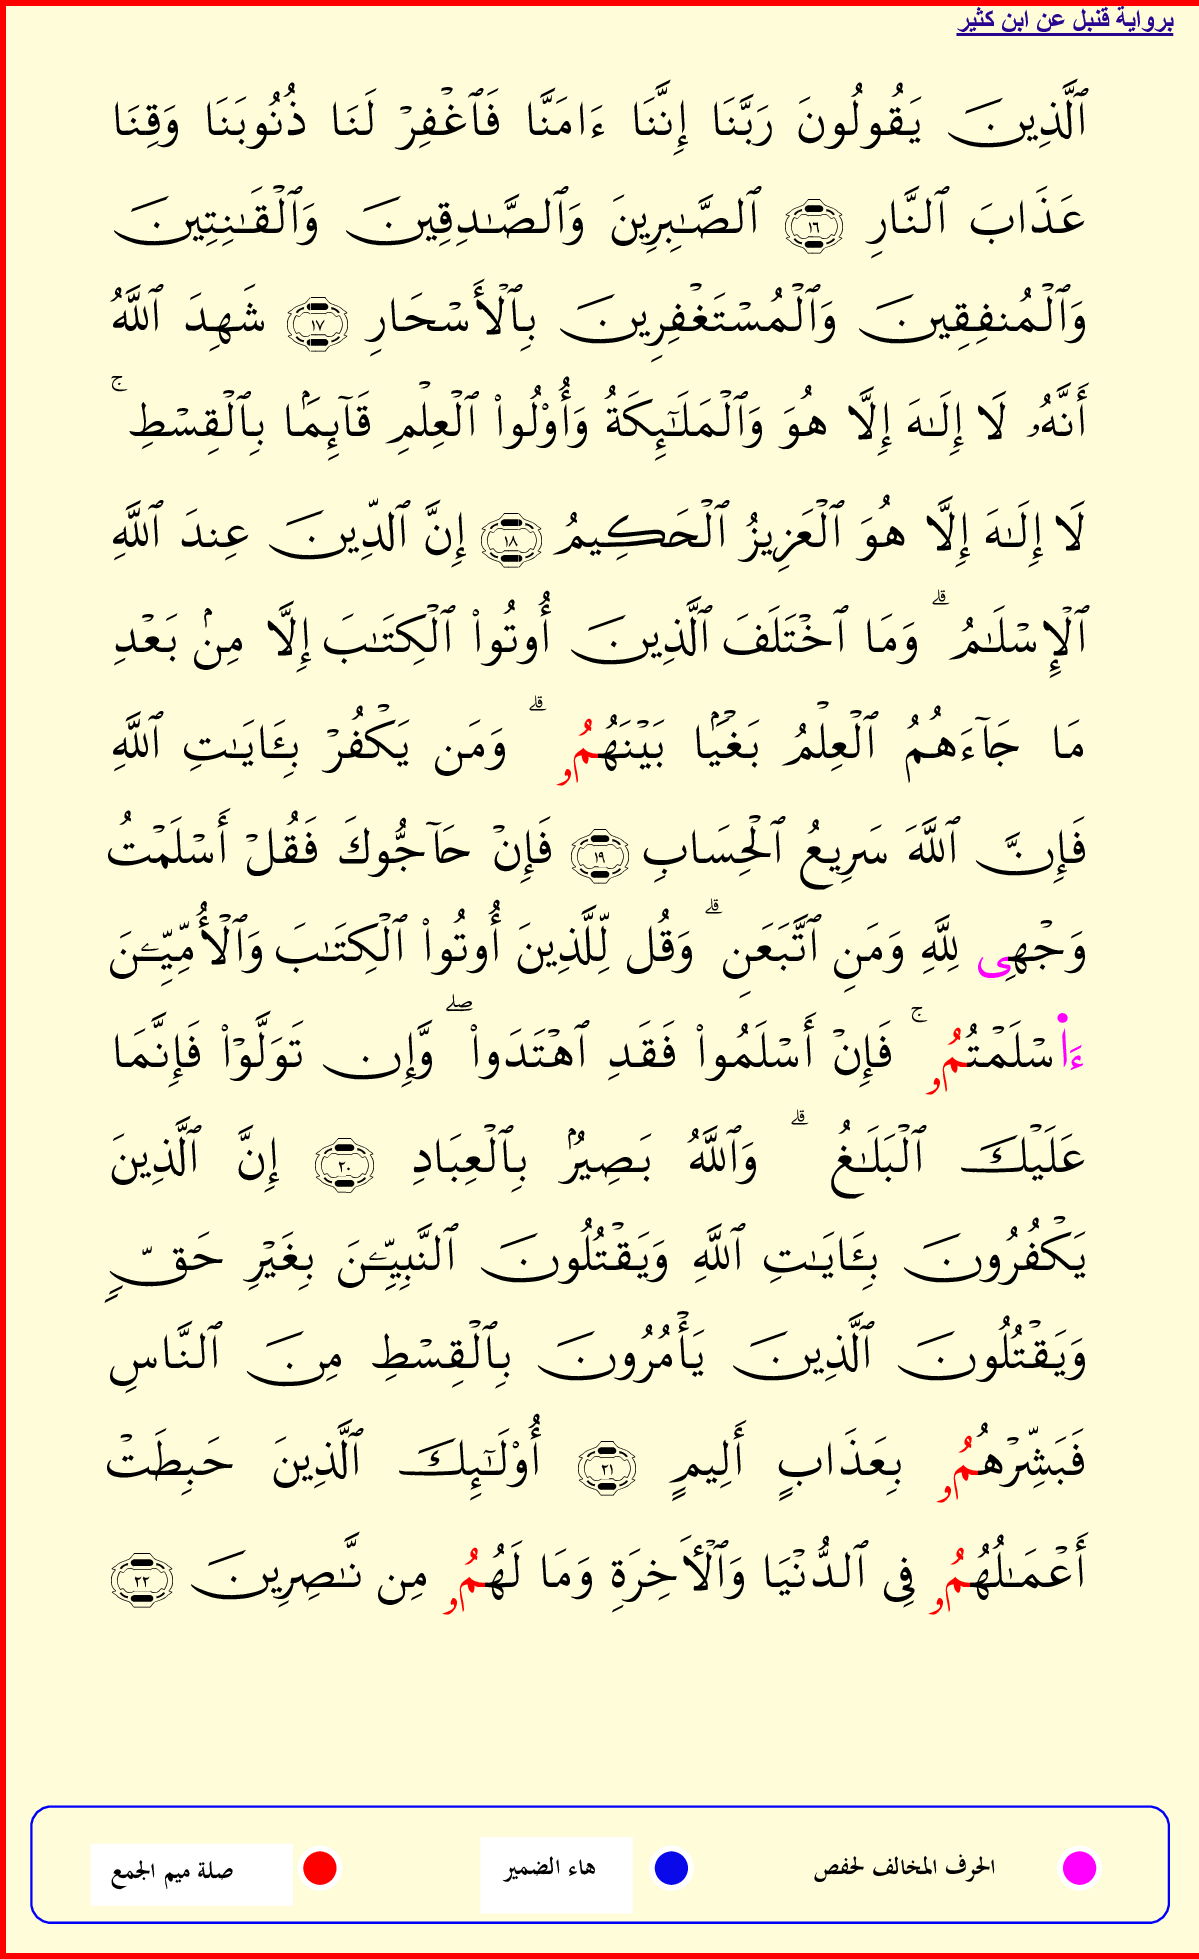 برواية قنبل عن ابن كثير
ٱلَّذِينَ يَقُولُونَ رَبَّنَا إِنَّنَا ءَامَنَّا فَٱغْفِرْ لَنَا ذُنُوبَنَا وَقِنَا
عَذَابَ ٱلنَّارِ ١٦ ٱلصَّٰبِرِينَ وَٱلصَّٰدِقِينَ وَٱلْقَٰنِتِينَ
وَٱلْمُنفِقِينَ وَٱلْمُسْتَغْفِرِينَ بِٱلْأَسْحَارِ ١٧ شَهِدَ ٱللَّهُ
أَنَّهُۥ لَا إِلَٰهَ إِلَّا هُوَ وَٱلْمَلَٰٓئِكَةُ وَأُوْلُوا۟ ٱلْعِلْمِ قَآئِمَۢا بِٱلْقِسْطِ ۚ
لَا إِلَٰهَ إِلَّا هُوَ ٱلْعَزِيزُ ٱلْحَكِيمُ ١٨ إِنَّ ٱلدِّينَ عِندَ ٱللَّهِ
ٱلْإِسْلَٰمُ ۗ وَمَا ٱخْتَلَفَ ٱلَّذِينَ أُوتُوا۟ ٱلْكِتَٰبَ إِلَّا مِنۢ بَعْدِ
مَا جَآءَهُمُ ٱلْعِلْمُ بَغْيَۢا بَيْنَهُمُۥ ۗ وَمَن يَكْفُرْ بِـَٔايَٰتِ ٱللَّهِ
فَإِنَّ ٱللَّهَ سَرِيعُ ٱلْحِسَابِ ١٩ فَإِنْ حَآجُّوكَ فَقُلْ أَسْلَمْتُ
وَجْهِى لِلَّهِ وَمَنِ ٱتَّبَعَنِ ۗ وَقُل لِّلَّذِينَ أُوتُوا۟ ٱلْكِتَٰبَ وَٱلْأُمِّيِّـۧنَ
ءَا۬سْلَمْتُمُۥ ۚ فَإِنْ أَسْلَمُوا۟ فَقَدِ ٱهْتَدَوا۟ ۖ وَّإِن تَوَلَّوْا۟ فَإِنَّمَا
عَلَيْكَ ٱلْبَلَٰغُ ۗ وَٱللَّهُ بَصِيرُۢ بِٱلْعِبَادِ ٢٠ إِنَّ ٱلَّذِينَ
يَكْفُرُونَ بِـَٔايَٰتِ ٱللَّهِ وَيَقْتُلُونَ ٱلنَّبِيِّـۧنَ بِغَيْرِ حَقٍّ
وَيَقْتُلُونَ ٱلَّذِينَ يَأْمُرُونَ بِٱلْقِسْطِ مِنَ ٱلنَّاسِ
فَبَشِّرْهُمُۥ بِعَذَابٍ أَلِيمٍ ٢١ أُوْلَٰٓئِكَ ٱلَّذِينَ حَبِطَتْ
أَعْمَٰلُهُمُۥ فِى ٱلدُّنْيَا وَٱلْأَخِرَةِ وَمَا لَهُمُۥ مِن نَّٰصِرِينَ ٢٢
الحرف المخالف لحفص هاء الضمير صلة ميم الجمع